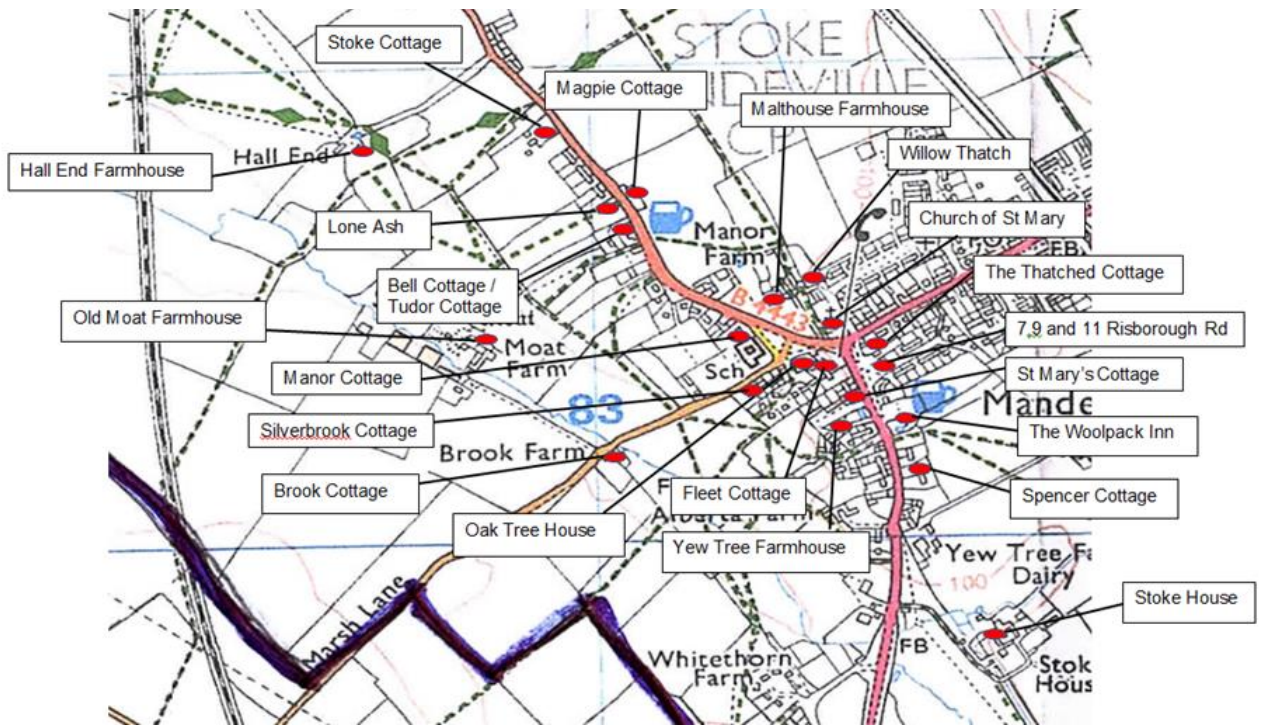 STOKE
Stoke Cottage
Magpie Cottage
Malthouse Farmhouse
Hall End
Willow Thatch
Hall End Farmhouse
Church of St Mary
Lone Ash
Manor
Farm
FB
The Thatched Cottage
Bell Cottage /
Tudor Cottage
B 4443
Old Moat Farmhouse
7,9 and 11 Risborough Rd
Moat
Farm
Manor Cottage
Sch
St Mary's Cottage
83
Mande
Silverbrook Cottage
The Woolpack Inn
Brook Farm
Brook Cottage
Fleet Cottage
Spencer Cottage
Oak Tree House
Yew Tree Farmhouse
Yew Tree Fa
Dairy
100
Marsh Lane
Stoke House
FB
Whitethorn
Farm
Stok
Hous